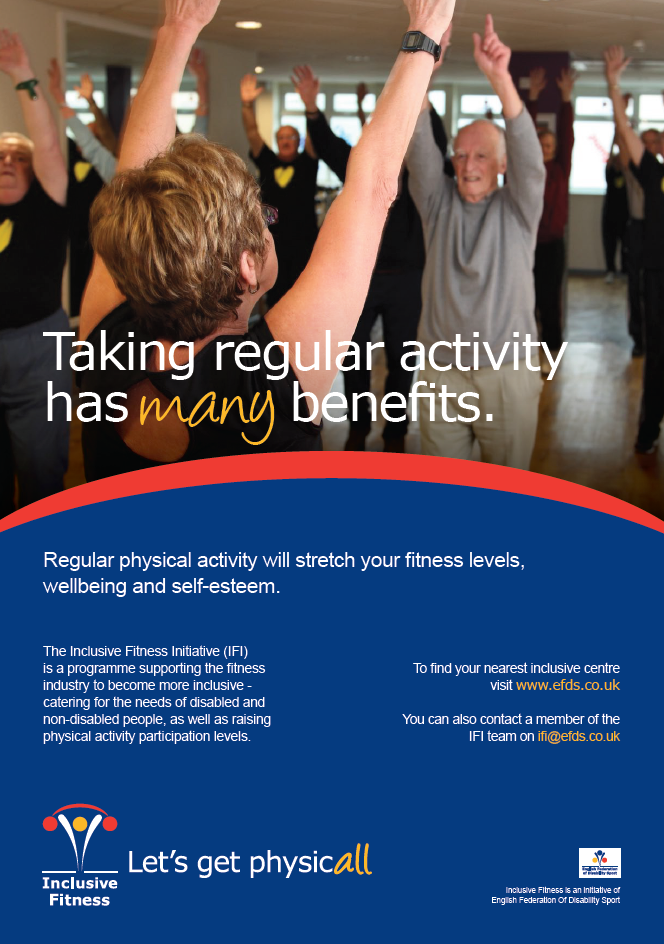 Taking regular activity
has many benefits.
Regular physical activity will stretch your fitness levels,
wellbeing and self-esteem.
The Inclusive Fitness Initiative (IFI)
is a programme supporting the fitness
industry to become more inclusive -
catering for the needs of disabled and
non-disabled people, as well as raising
physical activity participation levels.
To find your nearest inclusive centre
visit www.efds.co.uk
You can also contact a member of the
IFI team on ifi@efds.co.uk
Inclusive
Fitness
Let's get physicall
English Federation
of Disability Sport
Inclusive Fitness is an initiative of
English Federation Of Disability Sport